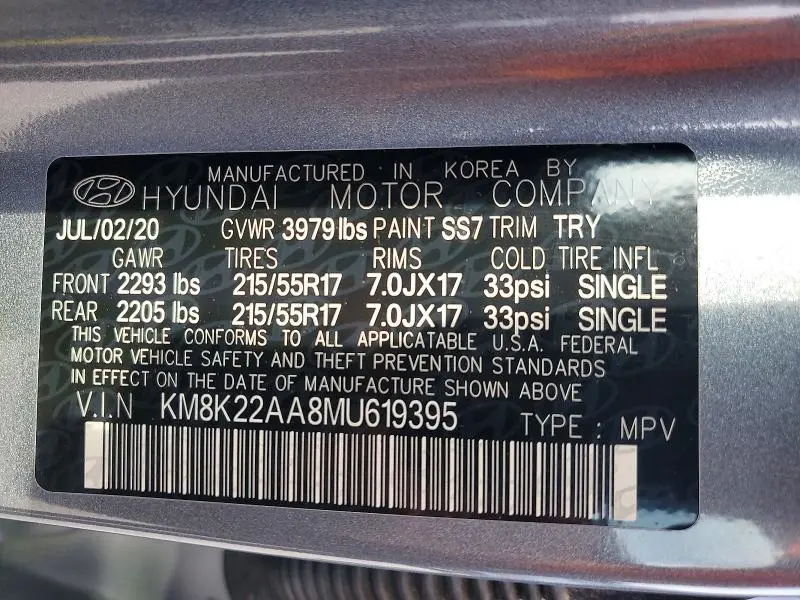 MANUFACTURED IN KOREA BY
HYUNDAI MOTOR COMPANY
JUL/02/20 GVWR 3979 lbs PAINT SS7 TRIM TRY
GAWR TIRES RIMS COLD TIRE INFL
FRONT 2293 lbs 215/55R17 7.0JX17 33psi SINGLE
REAR 2205 lbs 215/55R17 7.0JX17 33psi SINGLE
THIS VEHICLE CONFORMS TO ALL APPLICATABLE U.S.A. FEDERAL
MOTOR VEHICLE SAFETY AND THEFT PREVENTION STANDARDS
IN EFFECT ON THE DATE OF MANUFACTURE SHOWN ABOVE
V.I.N KM8K22AA8MU619395 TYPE : MPV